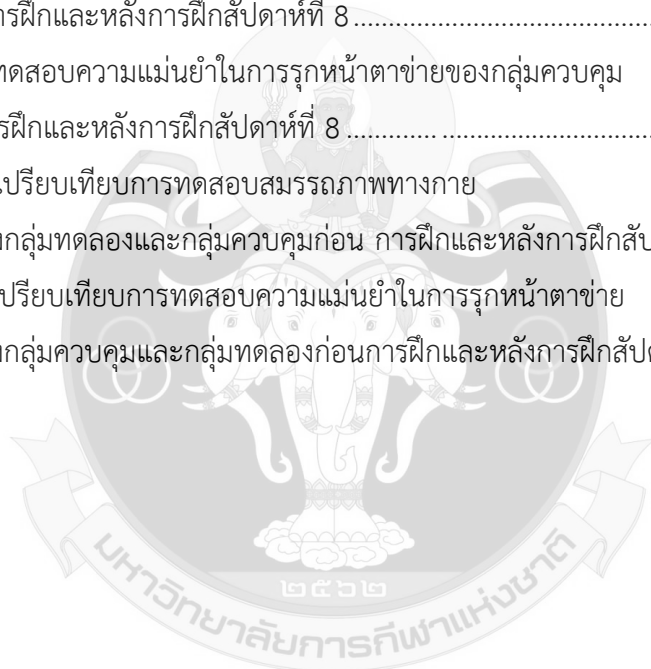 ารฝึกและหลังการฝึกสัปดาห์ที่ 8.......................................
ทดสอบความแม่นยำในการรุกหน้าตาข่ายของกลุ่มควบคุม
ารฝึกและหลังการฝึกสัปดาห์ที่ 8............. ............................
เปรียบเทียบการทดสอบสมรรถภาพทางกาย
งกลุ่มทดลองและกลุ่มควบคุมก่อน การฝึกและหลังการฝึกสัป
เปรียบเทียบการทดสอบความแม่นยำในการรุกหน้าตาข่าย
งกลุ่มควบคุมและกลุ่มทดลองก่อนการฝึกและหลังการฝึกสัปด
๒๕๖๒
มหาวิทยาลัยการกีฬาแห่งชาติ